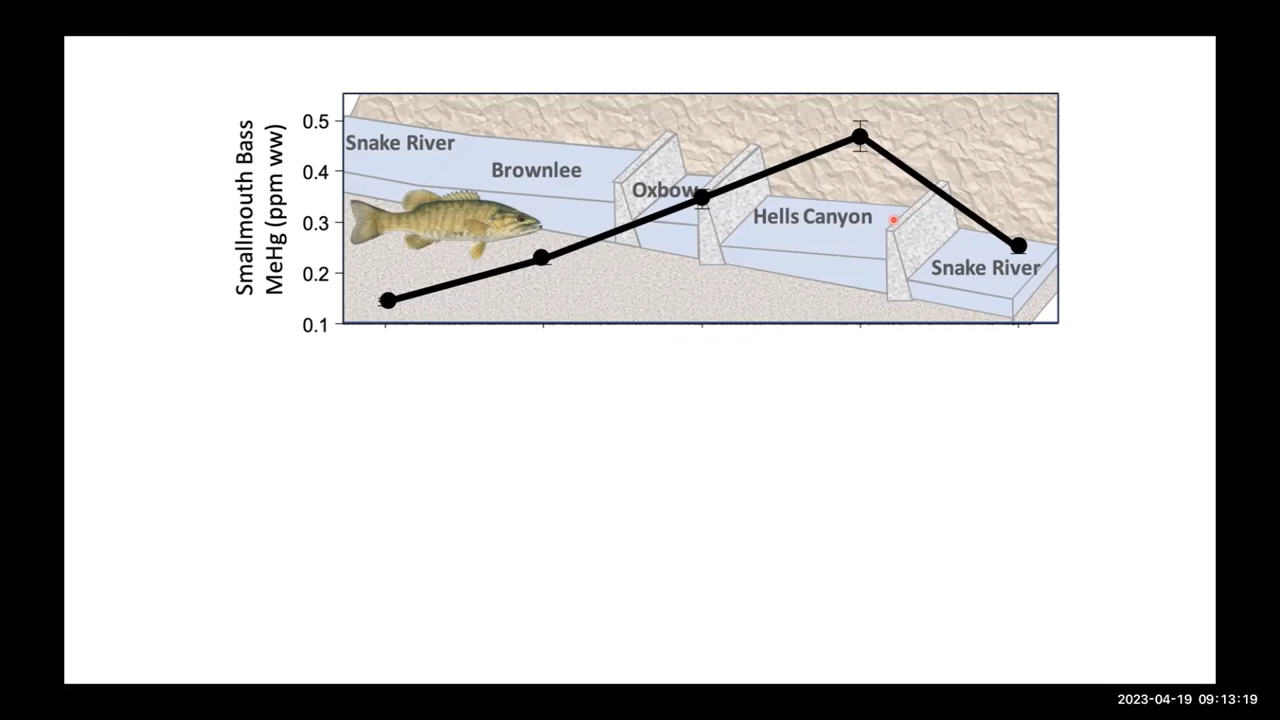 Smallmouth Bass
MeHg (ppm ww)
0.5
0.4
0.3
0.2
0.1
Snake River
Brownlee
Oxbow
Hells Canyon
Snake River
2023-04-19 09:13:19